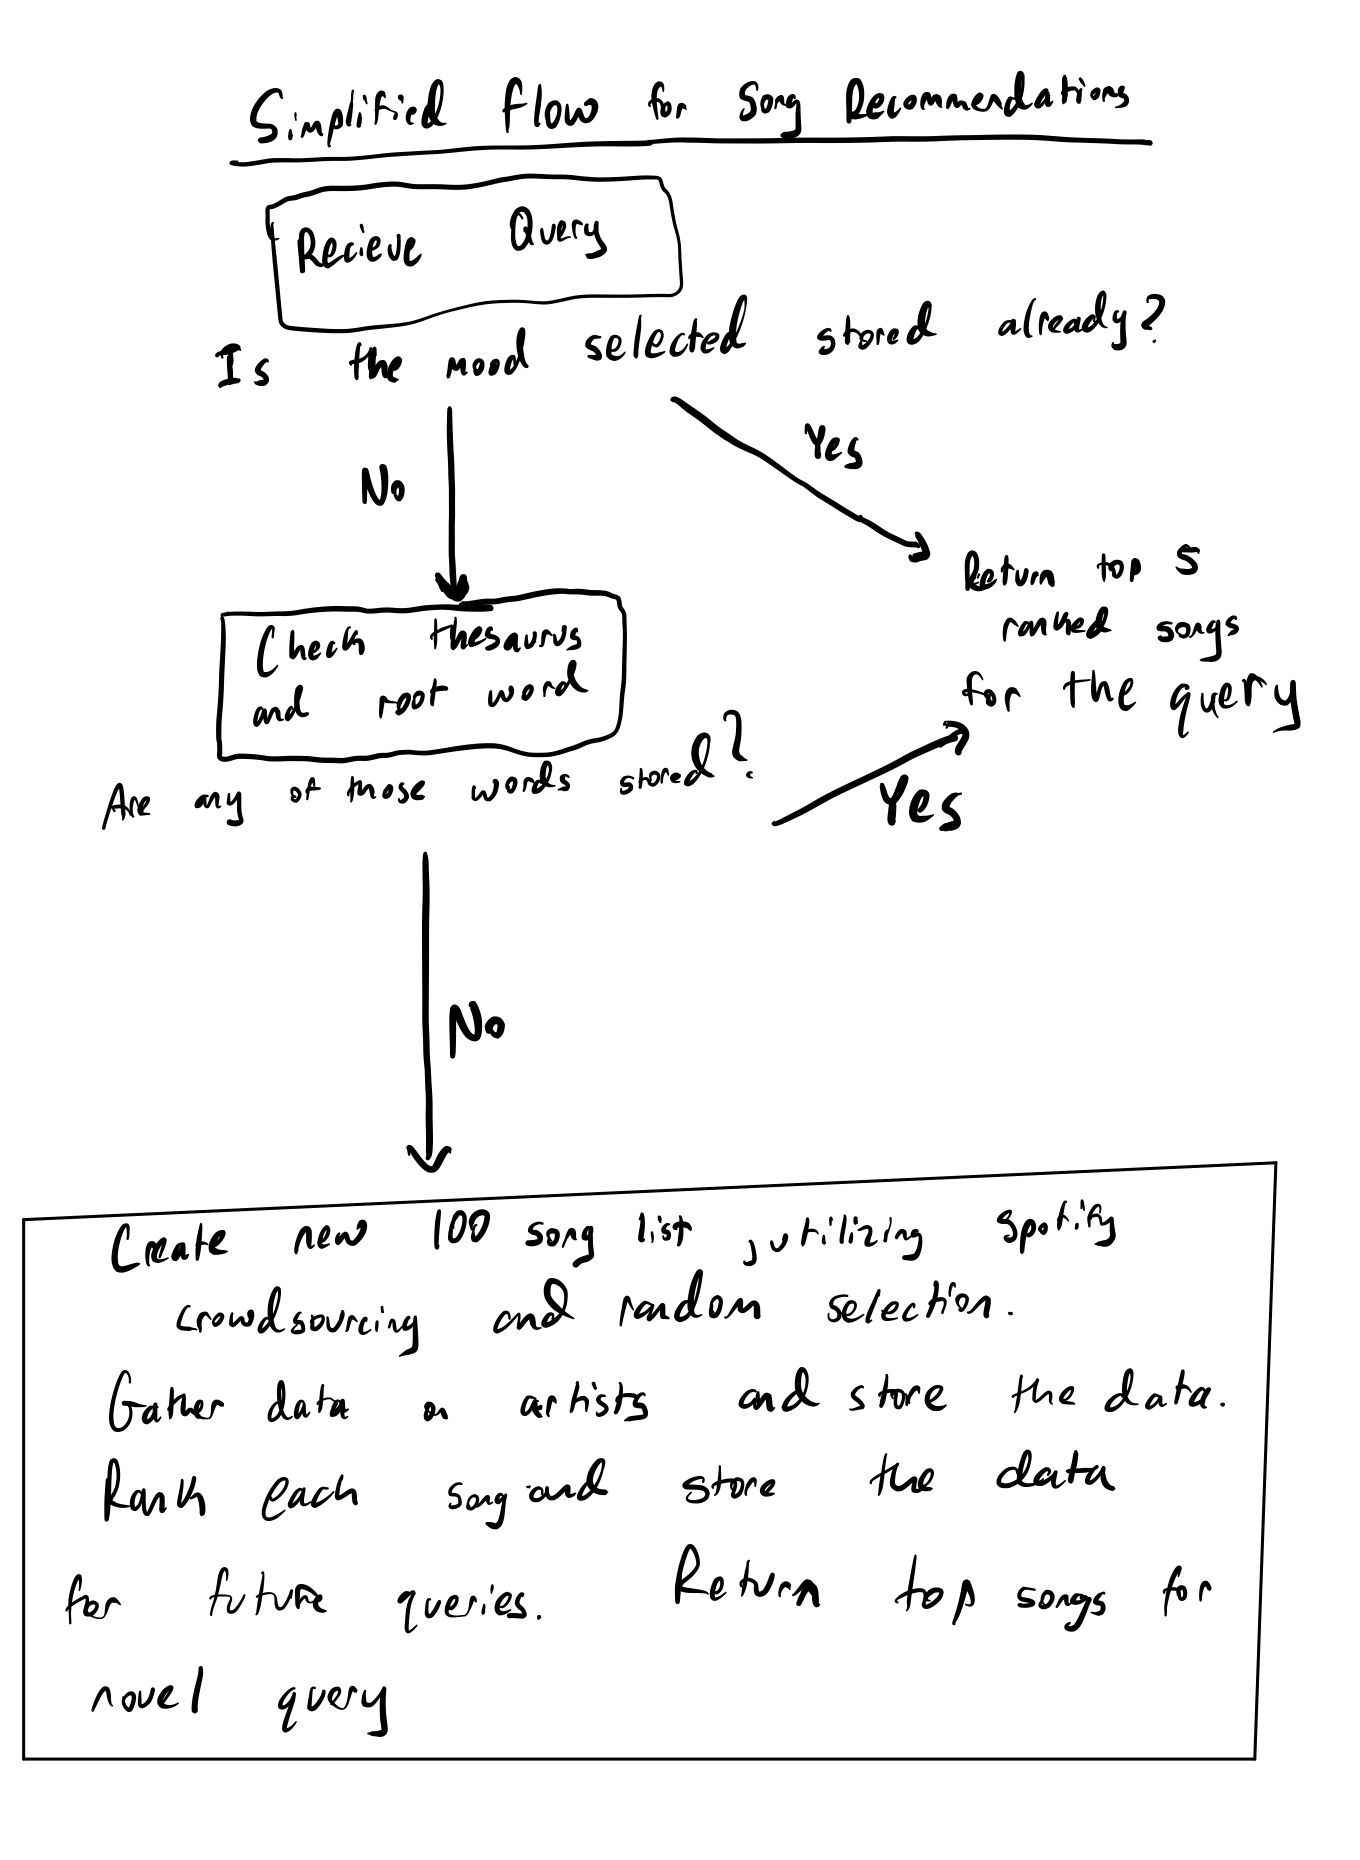 Simplified Flow for Song Recommendations
Recieve Query
Is the mood selected stored already?
No
Yes
Return top 5
ranked songs
for the query
Check thesaurus
and root word
Are any of those words stored?
Yes
No
Create new 100 song list, utilizing Spotify
crowdsourcing and random selection.
Gather data on artists and store the data.
Rank each song and store the data
for future queries. Return top songs for
novel query